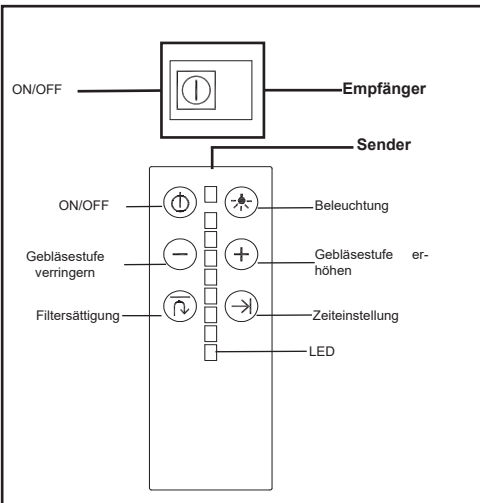 ON/OFF
Empfänger
Sender
ON/OFF
Beleuchtung
Gebläsestufe
verringern
Gebläsestufe er-
höhen
Filtersättigung
Zeiteinstellung
LED